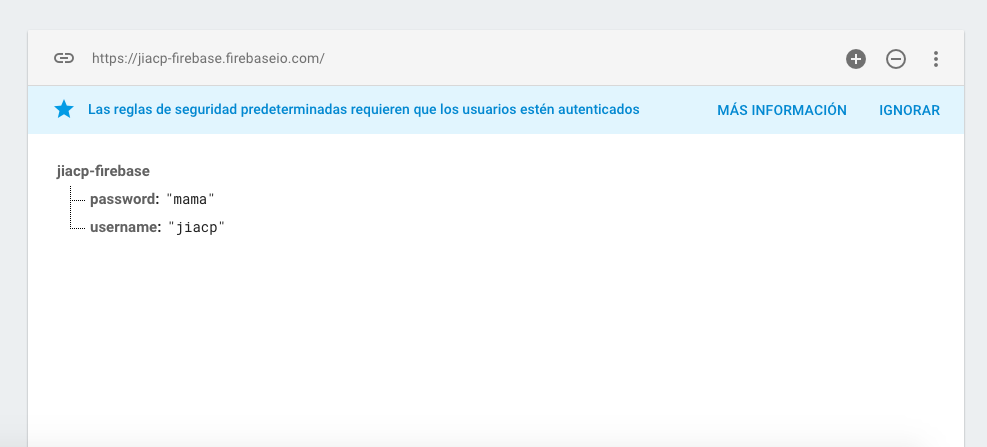 https://jiacp-firebase.firebaseio.com/
Las reglas de seguridad predeterminadas requieren que los usuarios estén autenticados MÁS INFORMACIÓN IGNORAR
jiacp-firebase
password: "mama"
username: "jiacp"